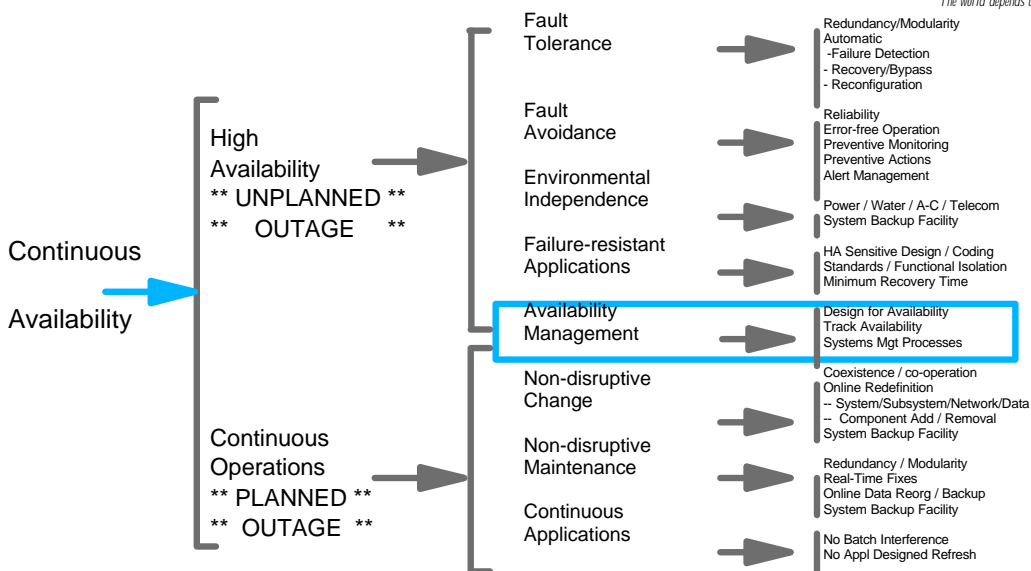 The world depends
Continuous
Availability
High
Availability
** UNPLANNED **
** OUTAGE **
Continuous
Operations
** PLANNED **
** OUTAGE **
Fault
Tolerance
Redundancy/Modularity
Automatic
-Failure Detection
- Recovery/Bypass
- Reconfiguration
Fault
Avoidance
Reliability
Error-free Operation
Preventive Monitoring
Preventive Actions
Alert Management
Environmental
Independence
Power / Water / A-C / Telecom
System Backup Facility
Failure-resistant
Applications
HA Sensitive Design / Coding
Standards / Functional Isolation
Minimum Recovery Time
Availability
Management
Design for Availability
Track Availability
Systems Mgt Processes
Non-disruptive
Change
Coexistence / co-operation
Online Redefinition
-- System/Subsystem/Network/Data
-- Component Add / Removal
System Backup Facility
Non-disruptive
Maintenance
Redundancy / Modularity
Real-Time Fixes
Online Data Reorg / Backup
System Backup Facility
Continuous
Applications
No Batch Interference
No Appl Designed Refresh